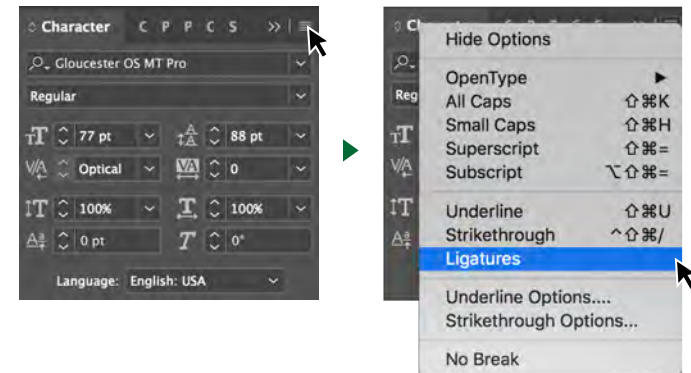 Character C P P C S >>
Gloucester OS MT Pro
Regular
77 pt 88 pt
Optical 0
100% 100%
0 pt 0°
Language: English: USA
Ch
Reg
Hide Options
OpenType ▶
All Caps ⇧⌘K
Small Caps ⇧⌘H
Superscript ⇧⌘=
Subscript ⌥⇧⌘=
Underline ⇧⌘U
Strikethrough ^⇧⌘/
Ligatures
Underline Options....
Strikethrough Options...
No Break